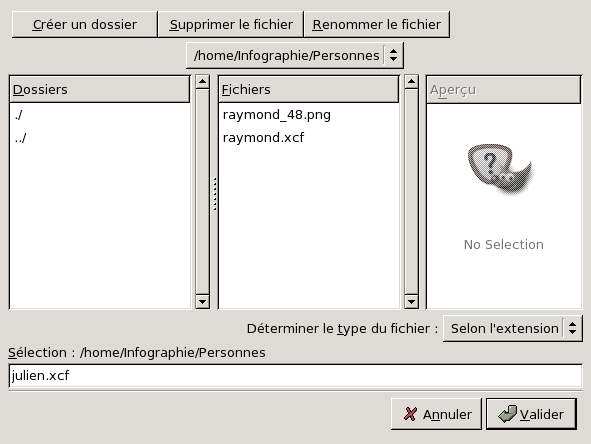 Créer un dossier Supprimer le fichier Renommer le fichier
/home/Infographie/Personnes
Dossiers Fichiers Aperçu
./ raymond_48.png
../ raymond.xcf
No Selection
Déterminer le type du fichier : Selon l'extension
Sélection : /home/Infographie/Personnes
julien.xcf
Annuler Valider